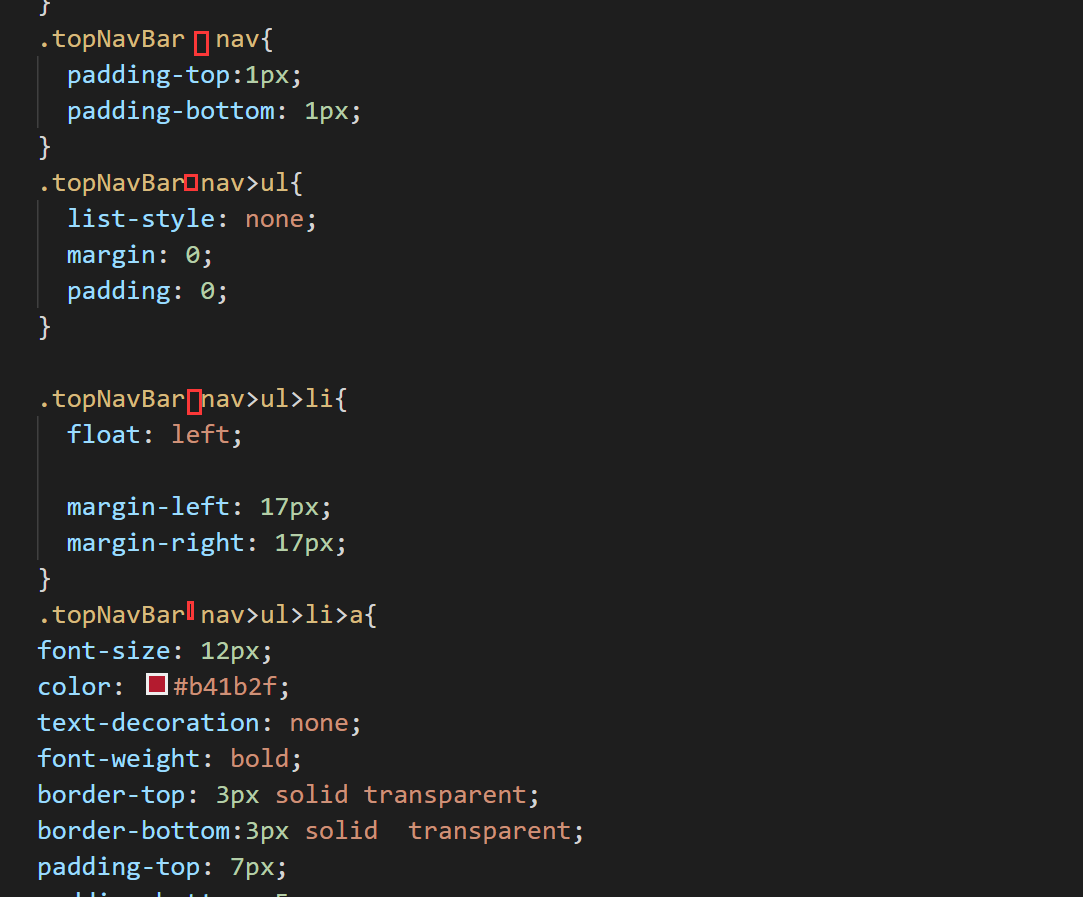 }
.topNavBar nav{
padding-top:1px;
padding-bottom: 1px;
}
.topNavBar nav>ul{
list-style: none;
margin: 0;
padding: 0;
}
.topNavBar nav>ul>li{
float: left;
margin-left: 17px;
margin-right: 17px;
}
.topNavBar nav>ul>li>a{
font-size: 12px;
color: #b41b2f;
text-decoration: none;
font-weight: bold;
border-top: 3px solid transparent;
border-bottom:3px solid  transparent;
padding-top: 7px;